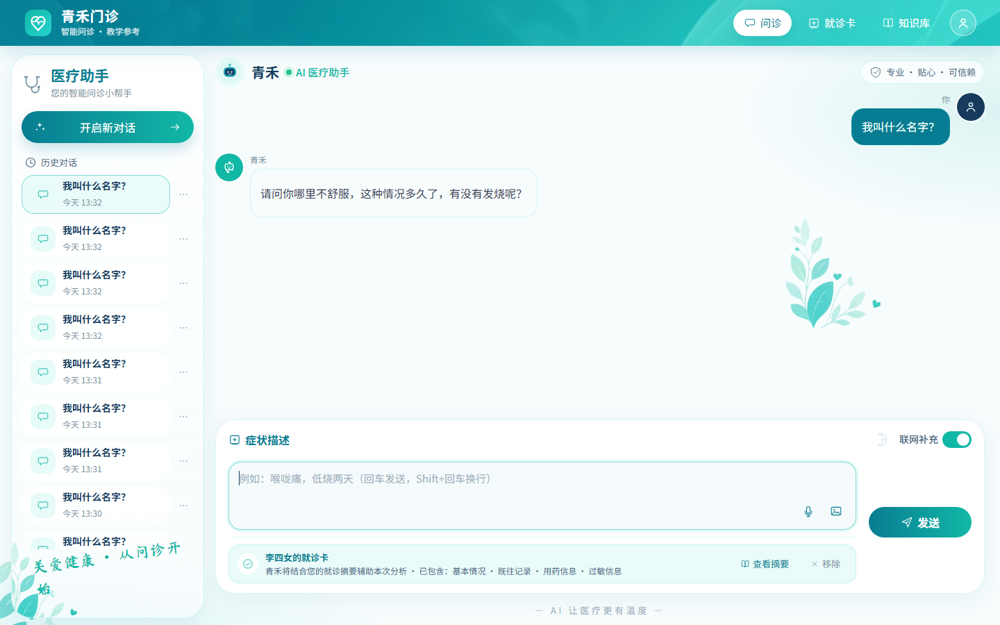 青禾门诊
智能问诊 • 教学参考
问诊
就诊卡
知识库
医疗助手
您的智能问诊小帮手
开启新对话
历史对话
我叫什么名字？
今天 13:32
我叫什么名字？
今天 13:32
我叫什么名字？
今天 13:32
我叫什么名字？
今天 13:32
我叫什么名字？
今天 13:31
我叫什么名字？
今天 13:31
我叫什么名字？
今天 13:31
我叫什么名字？
今天 13:30
我叫什么名字？
关爱健康 • 从问诊开
始
青禾
AI 医疗助手
专业 • 贴心 • 可信赖
你
我叫什么名字？
青禾
请问你哪里不舒服，这种情况多久了，有没有发烧呢？
症状描述
联网补充
例如：喉咙痛，低烧两天（回车发送，Shift+回车换行）
发送
李四女的就诊卡
青禾将结合您的就诊摘要辅助本次分析 • 已包含：基本情况 • 既往记录 • 用药信息 • 过敏信息
查看摘要
移除
— AI 让医疗更有温度 —